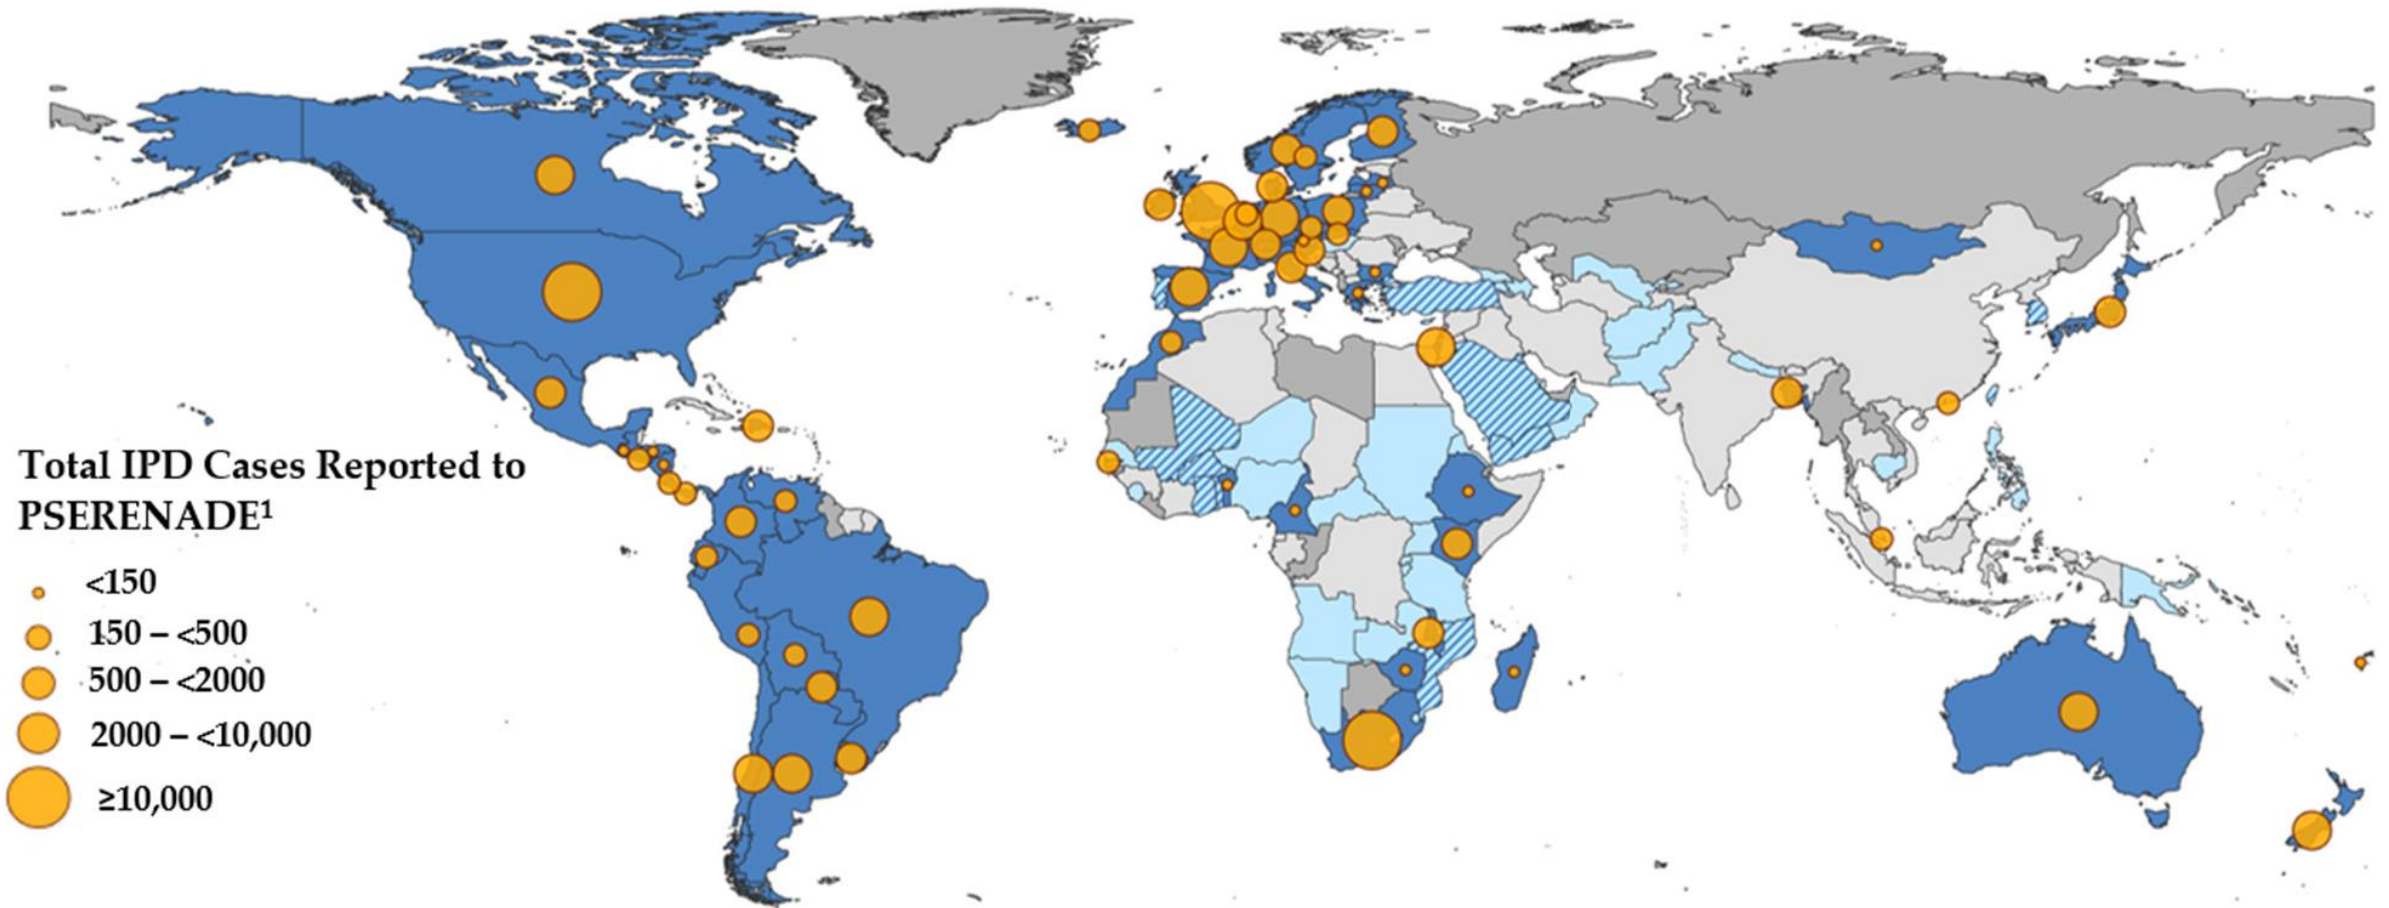 Total IPD Cases Reported to
PSERENADE¹
<150
150 – <500
500 – <2000
2000 – <10,000
≥10,000